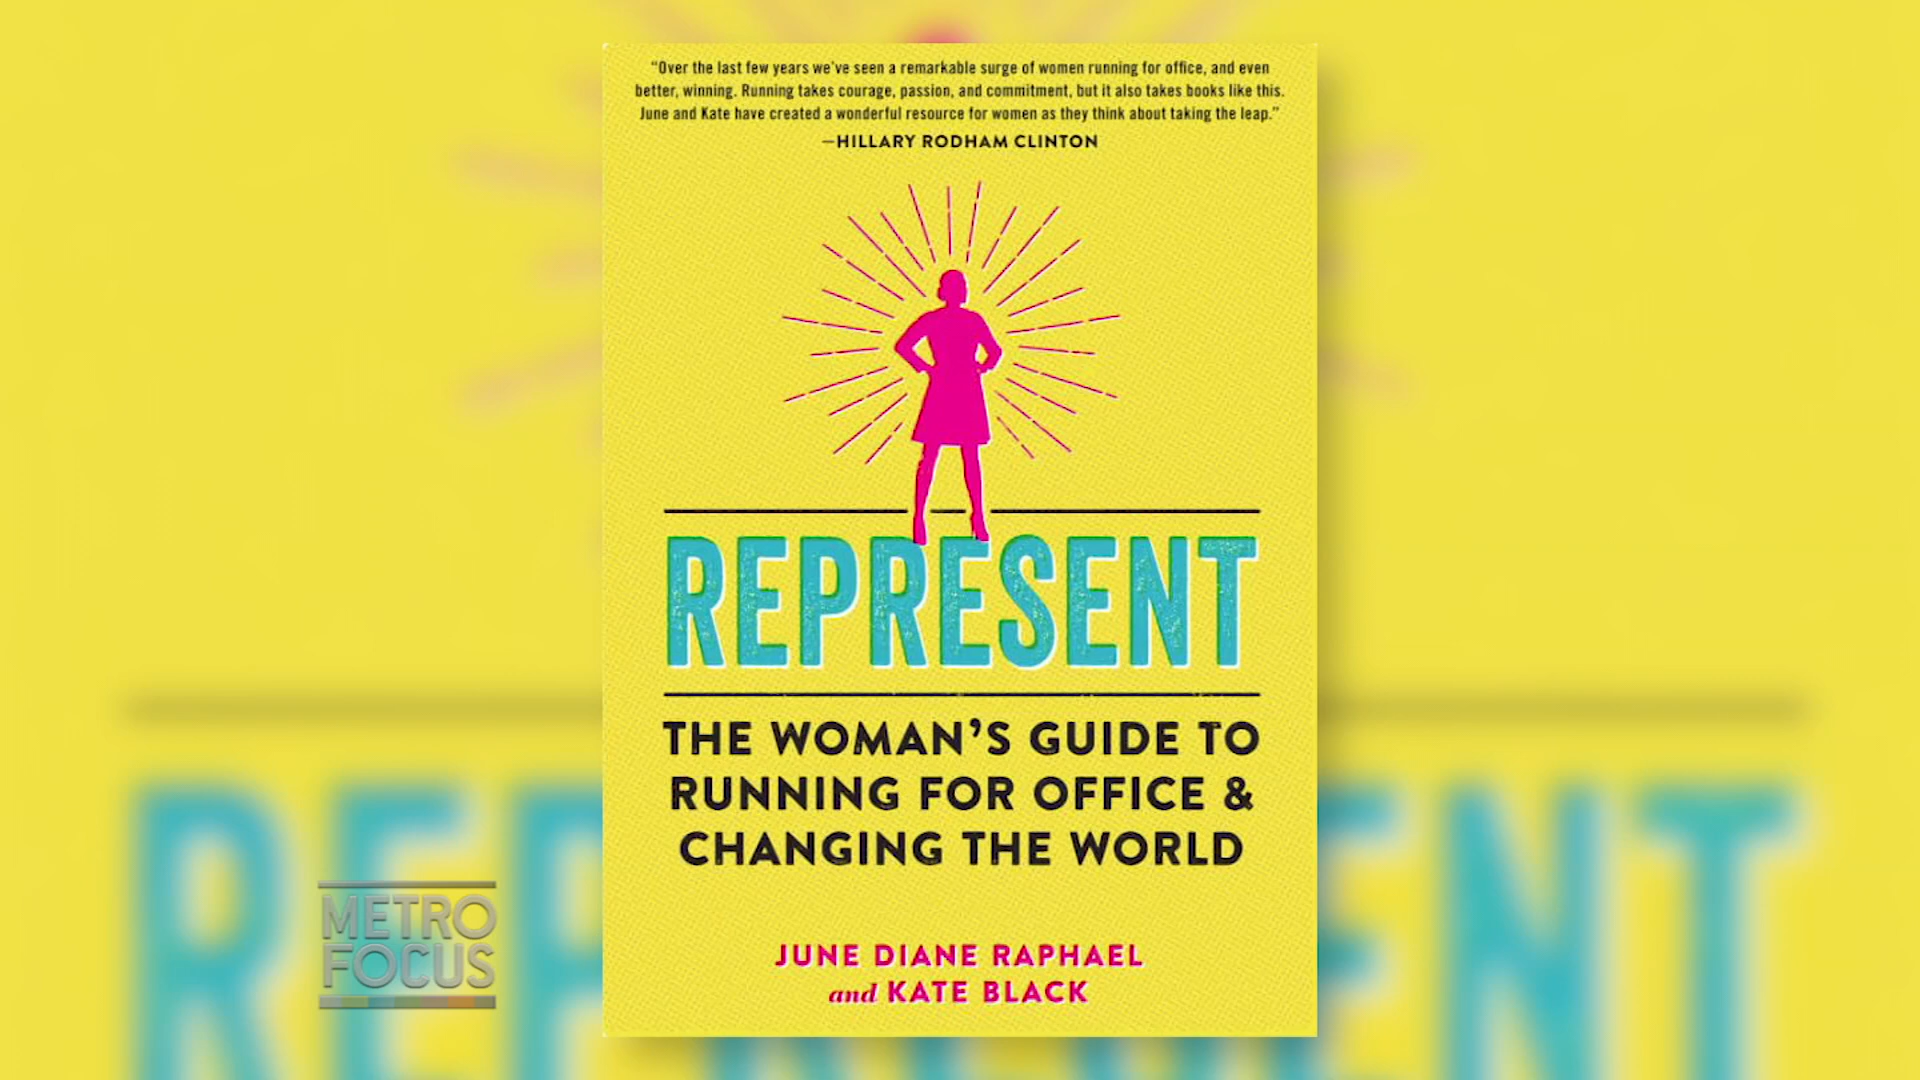 “Over the last few years we’ve seen a remarkable surge of women running for office, and even
better, winning. Running takes courage, passion, and commitment, but it also takes books like this.
June and Kate have created a wonderful resource for women as they think about taking the leap.”
—HILLARY RODHAM CLINTON
REPRESENT
THE WOMAN’S GUIDE TO
RUNNING FOR OFFICE &
CHANGING THE WORLD
JUNE DIANE RAPHAEL
and KATE BLACK
METRO
FOCUS